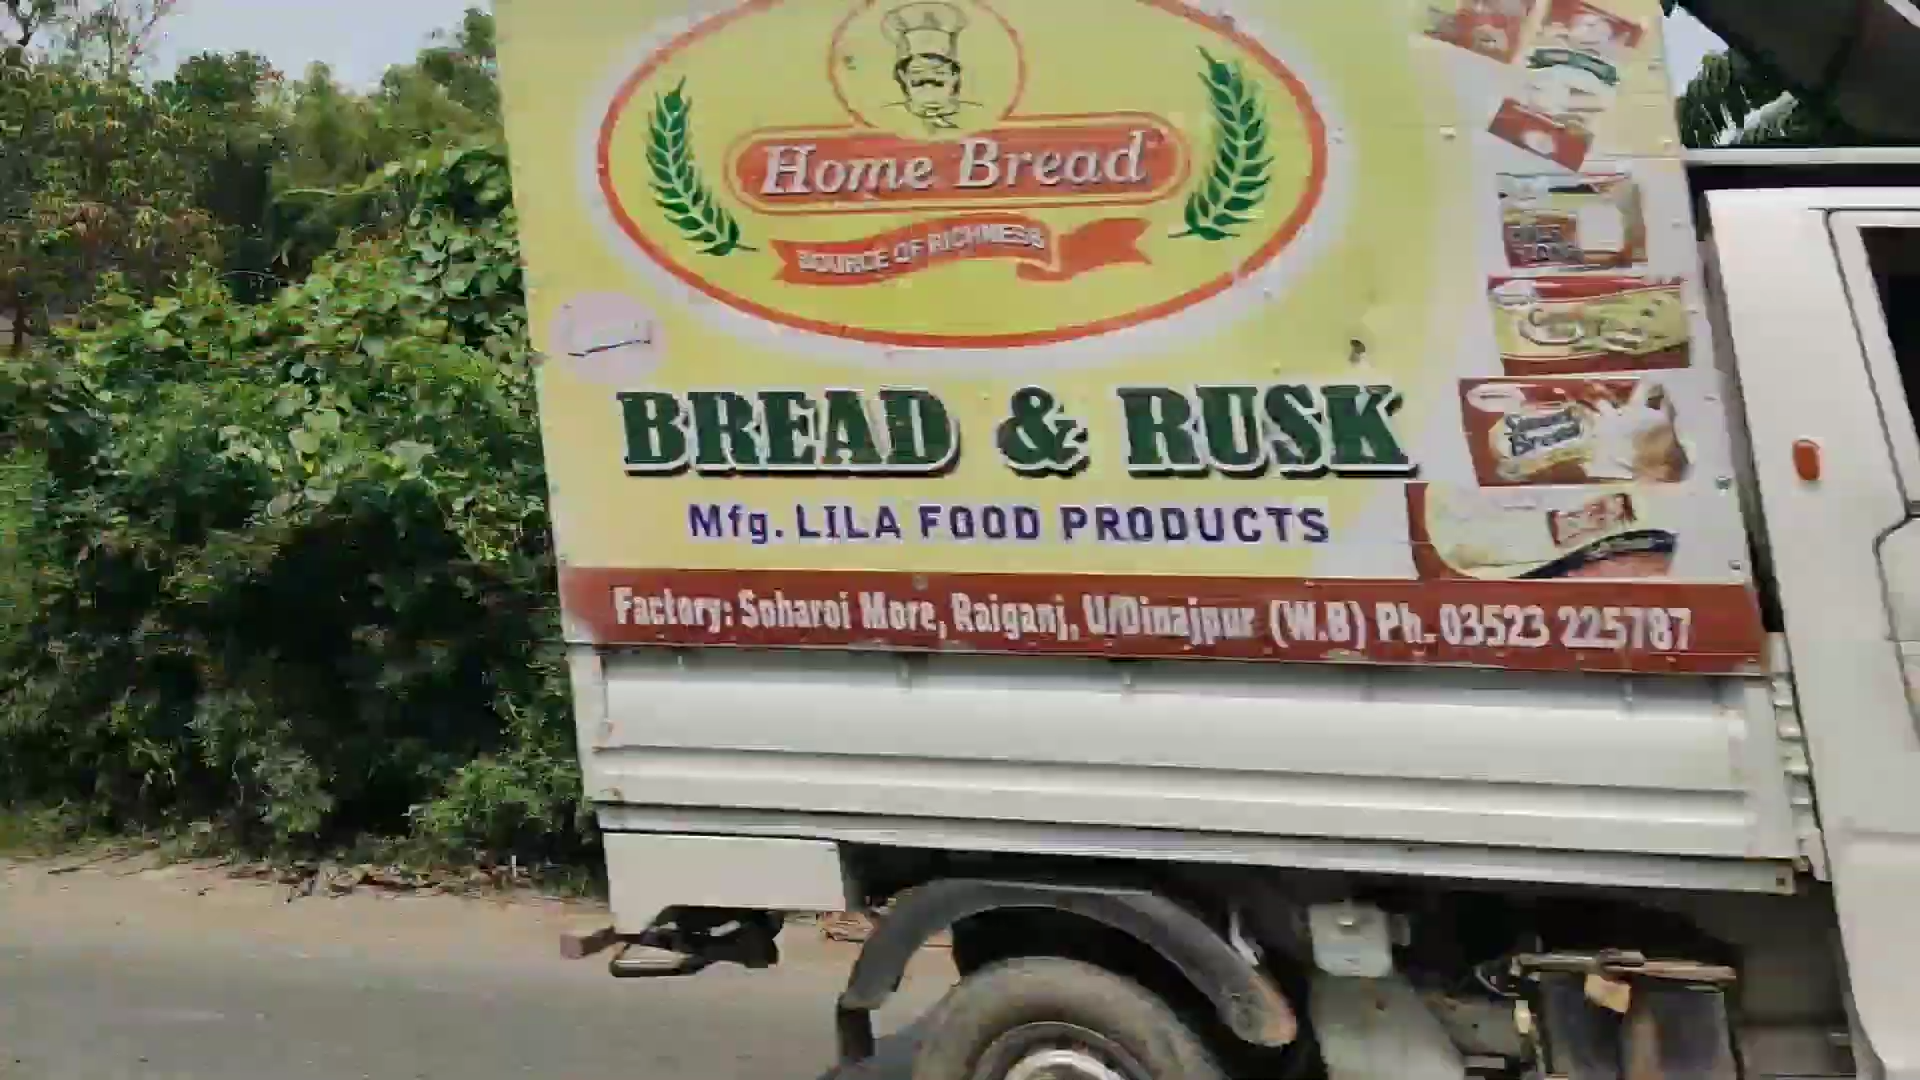 Home Bread
SOURCE OF RICHNESS
BREAD & RUSK
Mfg. LILA FOOD PRODUCTS
Factory: Soharoi More, Raiganj, U/Dinajpur (W.B) Ph. 03523 225787
Bread